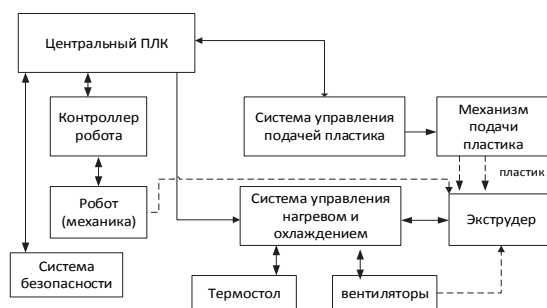 Центральный ПЛК
Контроллер
робота
Система управления
подачей пластика
Механизм
подачи
пластика
пластик
Робот
(механика)
Система управления
нагревом и
охлаждением
Экструдер
Система
безопасности
Термостол
вентиляторы